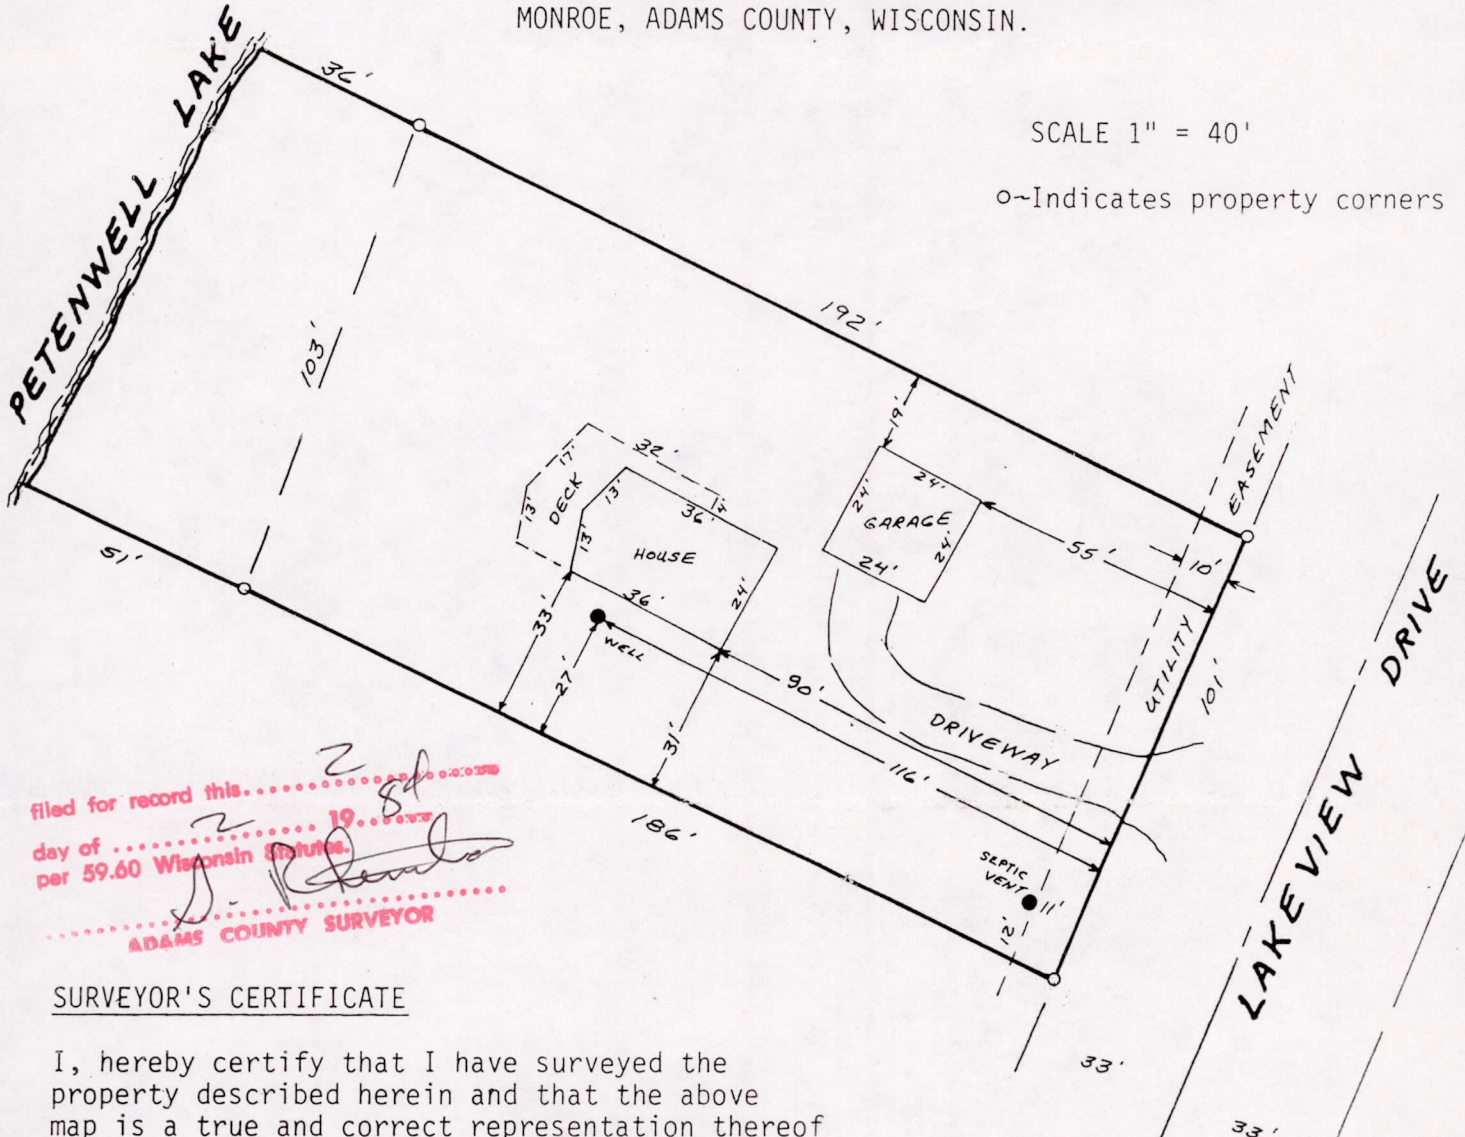 MONROE, ADAMS COUNTY, WISCONSIN.
PETENWELL LAKE
36'
SCALE 1" = 40'
o~Indicates property corners
103'
192'
EASEMENT
19'
32'
17'
13'
DECK
13'
13'
17
36'
HOUSE
36'
24'
24'
24'
GARAGE
24'
24'
55'
10'
51'
33'
WELL
27'
31'
90'
116'
DRIVEWAY
UTILITY
101'
LAKEVIEW DRIVE
186'
SEPTIC
VENT
11'
12'
33'
33'
filed for record this 2
day of 2 19 8
per 59.60 Wisconsin Statutes.
ADAMS COUNTY SURVEYOR
SURVEYOR'S CERTIFICATE
I, hereby certify that I have surveyed the
property described herein and that the above
map is a true and correct representation thereof